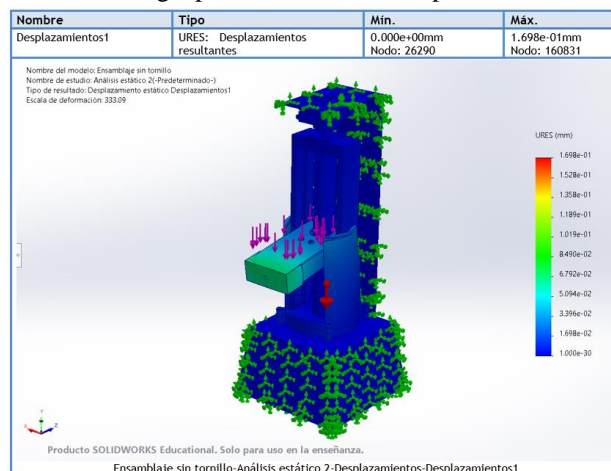 Nombre Tipo Mín. Máx.
Desplazamientos1 URES: Desplazamientos resultantes 0.000e+00mm Nodo: 26290 1.698e-01mm Nodo: 160831
Nombre del modelo: Ensamblaje sin tornillo
Nombre de estudio: Análisis estático 2(-Predeterminado-)
Tipo de resultado: Desplazamiento estático Desplazamientos1
Escala de deformación: 333.09
URES (mm)
1.698e-01
1.528e-01
1.358e-01
1.189e-01
1.019e-01
8.490e-02
6.792e-02
5.094e-02
3.396e-02
1.698e-02
1.000e-30
Y
X
Z
Producto SOLIDWORKS Educational. Solo para uso en la enseñanza.
Ensamblaje sin tornillo-Análisis estático 2-Desplazamientos-Desplazamientos1